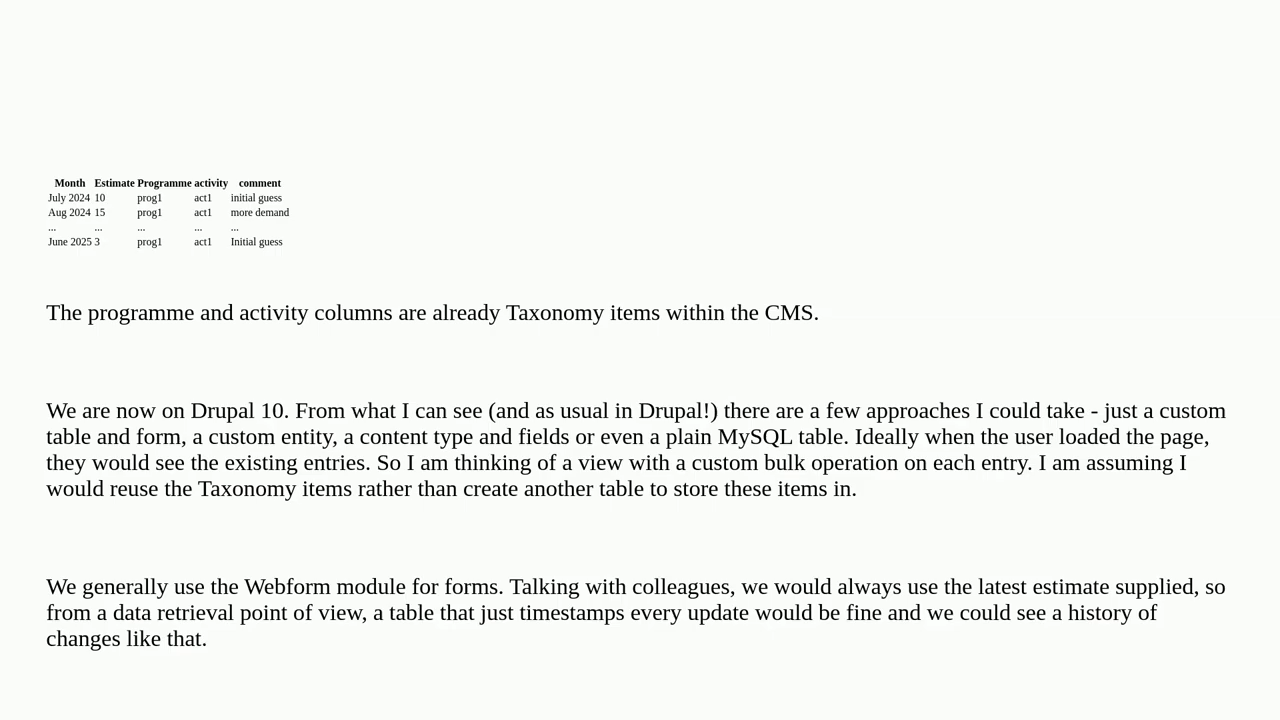 Month Estimate Programme activity comment
July 2024 10 prog1 act1 initial guess
Aug 2024 15 prog1 act1 more demand
... ... ... ... ...
June 2025 3 prog1 act1 Initial guess
The programme and activity columns are already Taxonomy items within the CMS.
We are now on Drupal 10. From what I can see (and as usual in Drupal!) there are a few approaches I could take - just a custom
table and form, a custom entity, a content type and fields or even a plain MySQL table. Ideally when the user loaded the page,
they would see the existing entries. So I am thinking of a view with a custom bulk operation on each entry. I am assuming I
would reuse the Taxonomy items rather than create another table to store these items in.
We generally use the Webform module for forms. Talking with colleagues, we would always use the latest estimate supplied, so
from a data retrieval point of view, a table that just timestamps every update would be fine and we could see a history of
changes like that.